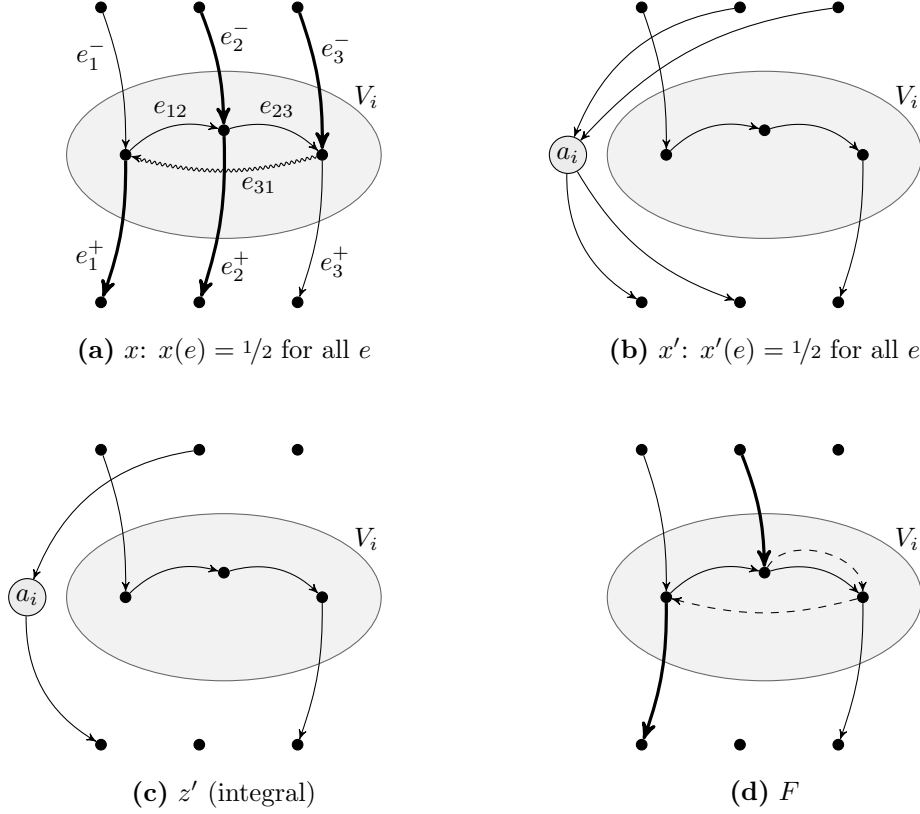 e₁⁻ e₂⁻ e₃⁻
V_i V_i
e₁₂ e₂₃
a_i
e₃₁
e₁⁺ e₂⁺ e₃⁺
(a) x: x(e) = 1/2 for all e (b) x′: x′(e) = 1/2 for all e
V_i V_i
a_i
(c) z′ (integral) (d) F